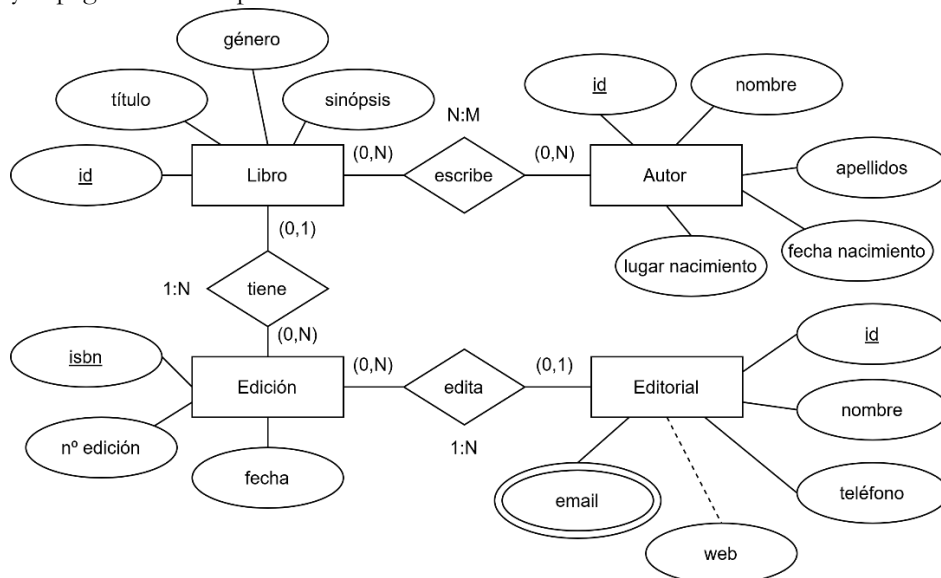 género
título
sinópsis
id
nombre
N:M
(0,N)
(0,N)
id
Libro
escribe
Autor
apellidos
(0,1)
fecha nacimiento
lugar nacimiento
1:N
tiene
(0,N)
isbn
(0,N)
(0,1)
id
Edición
edita
Editorial
nombre
nº edición
1:N
fecha
email
teléfono
web